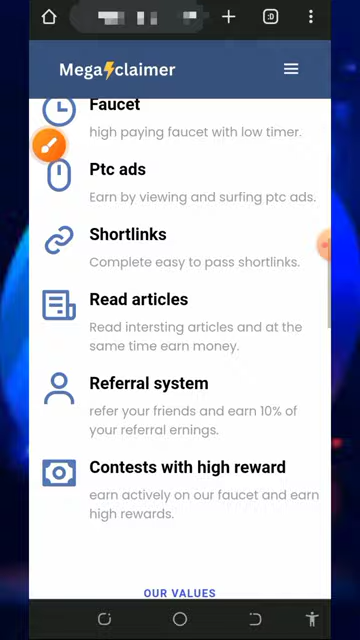 :D
Mega⚡claimer
Faucet
high paying faucet with low timer.
Ptc ads
Earn by viewing and surfing ptc ads.
Shortlinks
Complete easy to pass shortlinks.
Read articles
Read intersting articles and at the
same time earn money.
Referral system
refer your friends and earn 10% of
your referral ernings.
Contests with high reward
earn actively on our faucet and earn
high rewards.
OUR VALUES